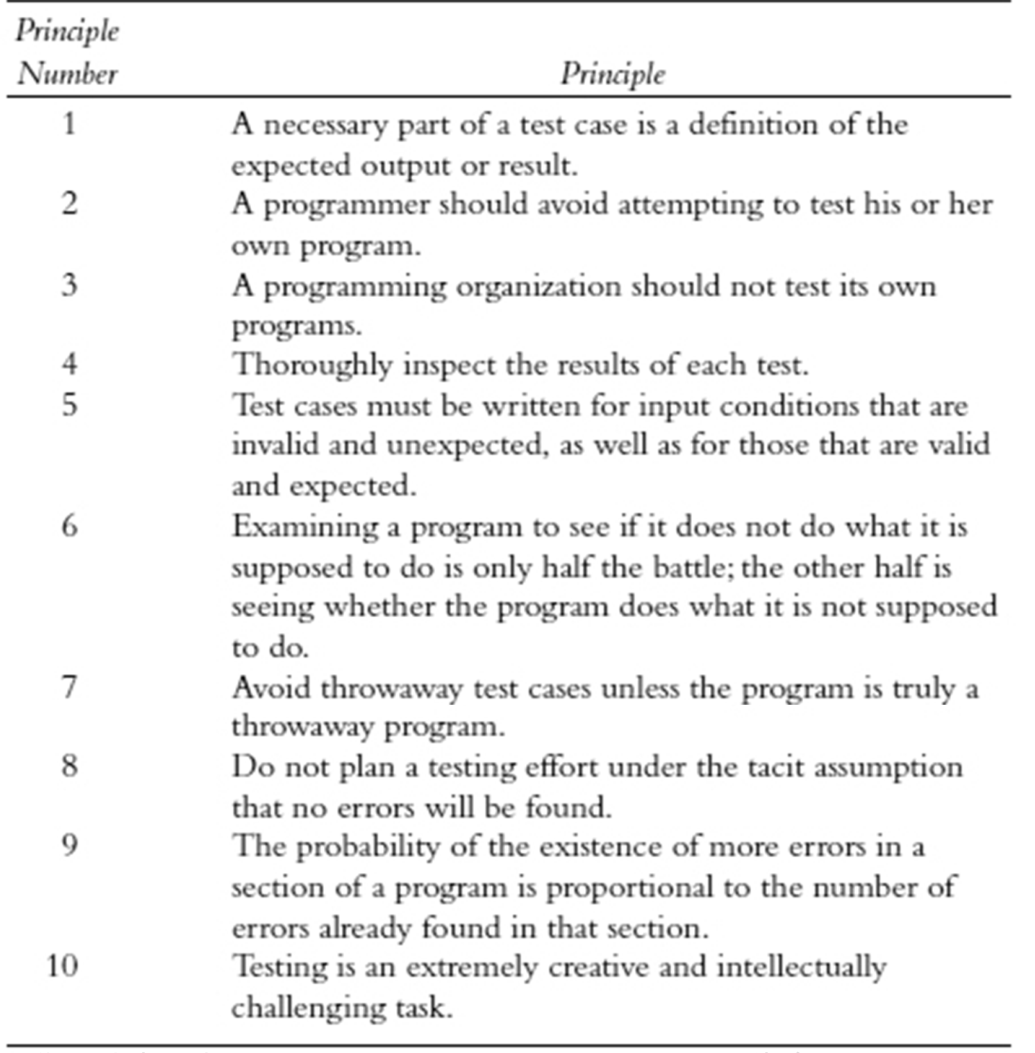 Principle
Number Principle
1 A necessary part of a test case is a definition of the
expected output or result.
2 A programmer should avoid attempting to test his or her
own program.
3 A programming organization should not test its own
programs.
4 Thoroughly inspect the results of each test.
5 Test cases must be written for input conditions that are
invalid and unexpected, as well as for those that are valid
and expected.
6 Examining a program to see if it does not do what it is
supposed to do is only half the battle; the other half is
seeing whether the program does what it is not supposed
to do.
7 Avoid throwaway test cases unless the program is truly a
throwaway program.
8 Do not plan a testing effort under the tacit assumption
that no errors will be found.
9 The probability of the existence of more errors in a
section of a program is proportional to the number of
errors already found in that section.
10 Testing is an extremely creative and intellectually
challenging task.